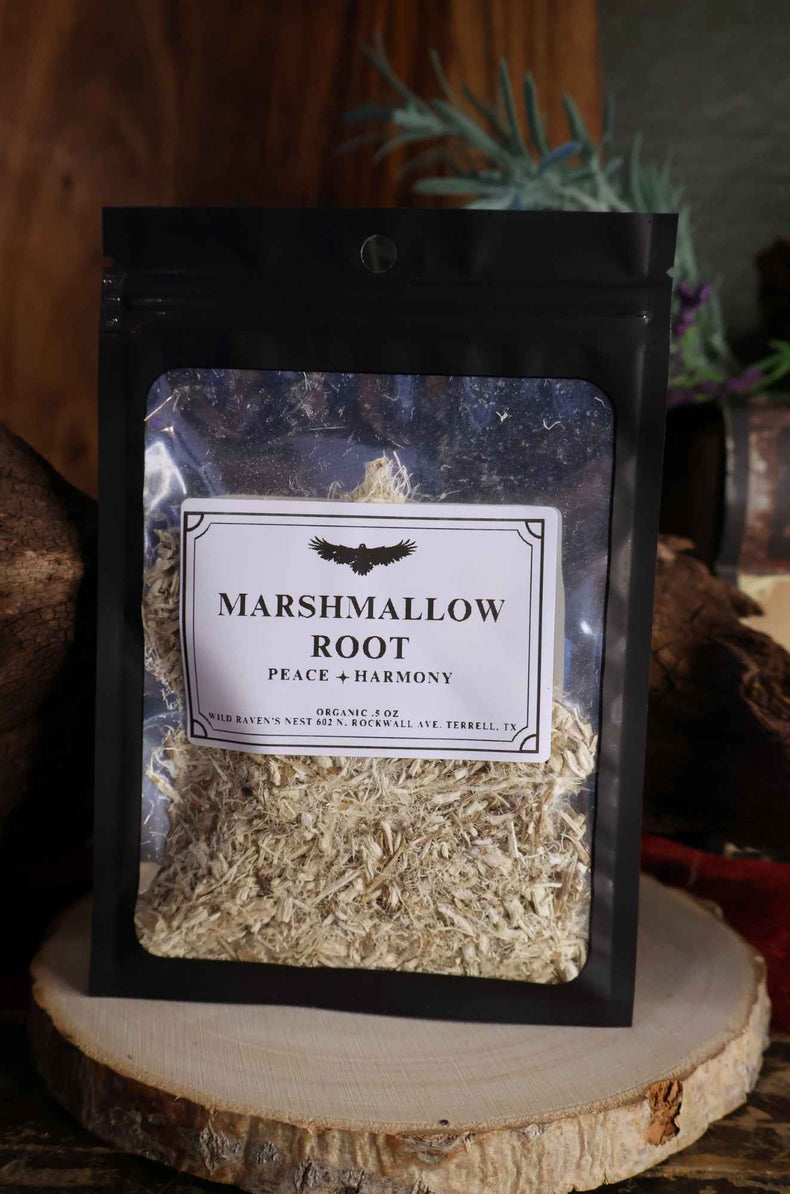 MARSHMALLOW
ROOT
PEACE ✦ HARMONY
ORGANIC .5 OZ
WILD RAVEN'S NEST 602 N. ROCKWALL AVE. TERRELL, TX